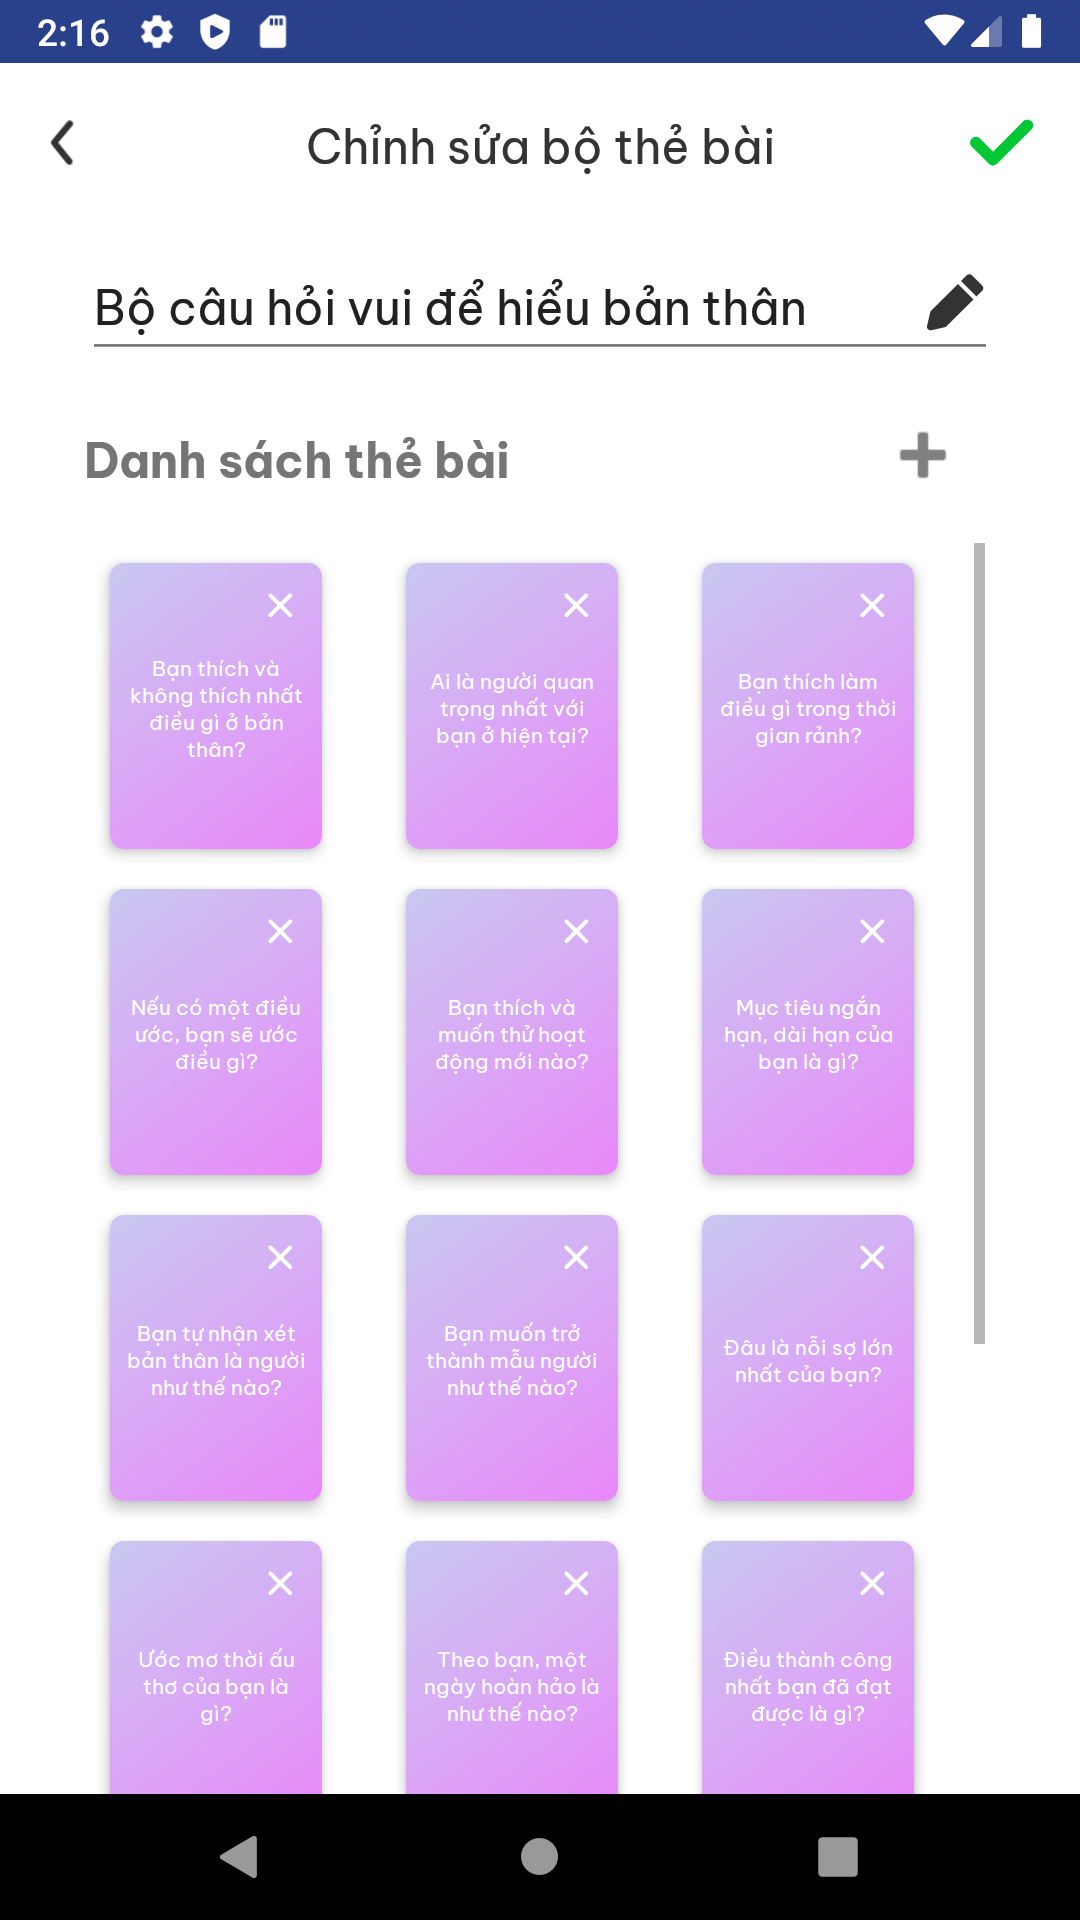 2:16
Chỉnh sửa bộ thẻ bài
Bộ câu hỏi vui để hiểu bản thân
Danh sách thẻ bài
Bạn thích và
không thích nhất
điều gì ở bản
thân?
Ai là người quan
trọng nhất với
bạn ở hiện tại?
Bạn thích làm
điều gì trong thời
gian rảnh?
Nếu có một điều
ước, bạn sẽ ước
điều gì?
Bạn thích và
muốn thử hoạt
động mới nào?
Mục tiêu ngắn
hạn, dài hạn của
bạn là gì?
Bạn tự nhận xét
bản thân là người
như thế nào?
Bạn muốn trở
thành mẫu người
như thế nào?
Đâu là nỗi sợ lớn
nhất của bạn?
Ước mơ thời ấu
thơ của bạn là
gì?
Theo bạn, một
ngày hoàn hảo là
như thế nào?
Điều thành công
nhất bạn đã đạt
được là gì?